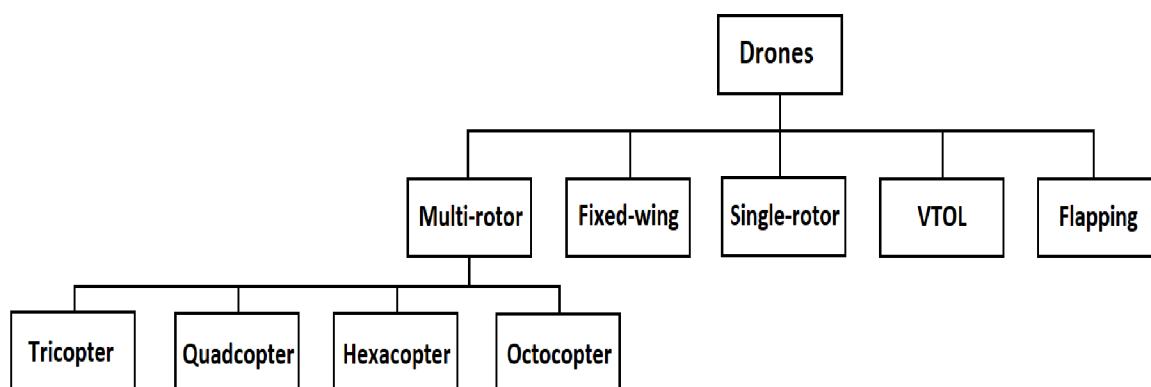 Drones
Multi-rotor
Fixed-wing
Single-rotor
VTOL
Flapping
Tricopter
Quadcopter
Hexacopter
Octocopter